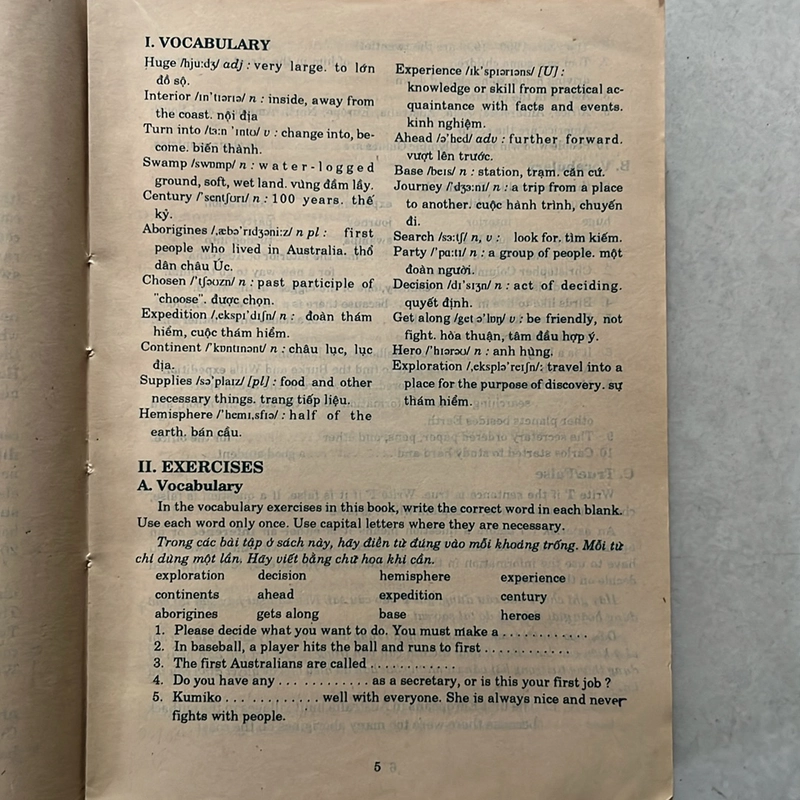 I. VOCABULARY
Huge /hju:dʒ/ adj : very large. to lớn
đồ sộ.
Interior /ɪn'tɪərɪə/ n : inside, away from
the coast. nội địa
Turn into /tɜ:n 'ɪntʊ/ v : change into, be-
come. biến thành.
Swamp /swɒmp/ n : water-logged
ground, soft, wet land. vùng đầm lầy.
Century /'sentʃʊrɪ/ n : 100 years. thế
kỷ.
Aborigines /,æbə'rɪdʒəni:z/ n pl : first
people who lived in Australia. thổ
dân châu Úc.
Chosen /'tʃəʊzn/ n : past participle of
"choose". được chọn.
Expedition /,ekspɪ'dɪʃn/ n : đoàn thám
hiểm, cuộc thám hiểm.
Continent /'kɒntɪnənt/ n : châu lục, lục
địa.
Supplies /sə'plaɪz/ [pl] : food and other
necessary things. trang tiếp liệu.
Hemisphere /'hemɪ,sfɪə/ : half of the
earth. bán cầu.
Experience /ɪk'spɪərɪəns/ [U] :
knowledge or skill from practical ac-
quaintance with facts and events.
kinh nghiệm.
Ahead /ə'hed/ adv : further forward.
vượt lên trước.
Base /beɪs/ n : station, trạm. căn cứ.
Journey /'dʒɜ:nɪ/ n : a trip from a place
to another. cuộc hành trình, chuyến
đi.
Search /sɜ:tʃ/ n, v : look for. tìm kiếm.
Party /'pɑ:tɪ/ n : a group of people. một
đoàn người.
Decision /dɪ'sɪʒn/ n : act of deciding.
quyết định.
Get along /get ə'lɒŋ/ v : be friendly, not
fight. hòa thuận, tâm đầu hợp ý.
Hero /'hɪərəʊ/ n : anh hùng.
Exploration /,eksplə'reɪʃn/: travel into a
place for the purpose of discovery. sự
thám hiểm.
II. EXERCISES
A. Vocabulary
In the vocabulary exercises in this book, write the correct word in each blank.
Use each word only once. Use capital letters where they are necessary.
Trong các bài tập ở sách này, hãy điền từ đúng vào mỗi khoảng trống. Mỗi từ
chỉ dùng một lần. Hãy viết bằng chữ hoa khi cần.
exploration decision hemisphere experience
continents ahead expedition century
aborigines gets along base heroes
1. Please decide what you want to do. You must make a . . . . . . . . . . . .
2. In baseball, a player hits the ball and runs to first . . . . . . . . . . . .
3. The first Australians are called . . . . . . . . . . . .
4. Do you have any . . . . . . . . . . . . as a secretary, or is this your first job ?
5. Kumiko . . . . . . . . . . . . well with everyone. She is always nice and never
fights with people.
5